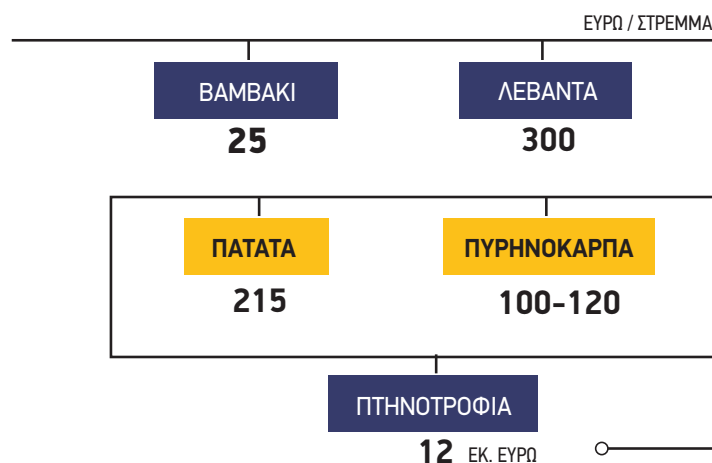 ΕΥΡΩ / ΣΤΡΕΜΜΑ
ΒΑΜΒΑΚΙ ΛΕΒΑΝΤΑ
25 300
ΠΑΤΑΤΑ ΠΥΡΗΝΟΚΑΡΠΑ
215 100-120
ΠΤΗΝΟΤΡΟΦΙΑ
12 ΕΚ. ΕΥΡΩ